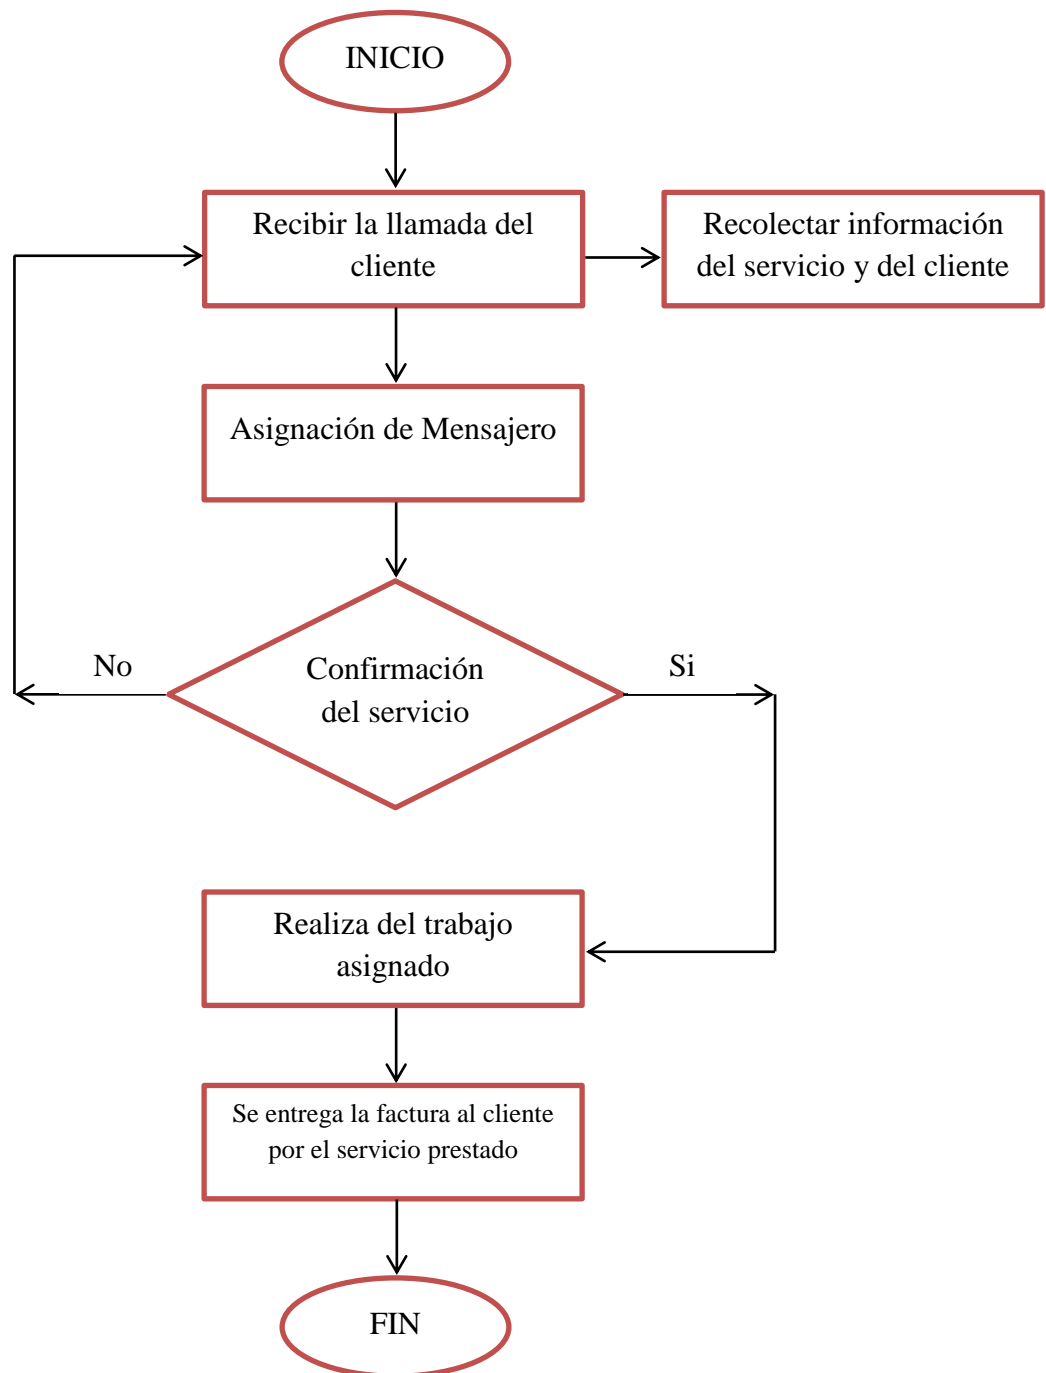 INICIO
Recibir la llamada del
cliente
Recolectar información
del servicio y del cliente
Asignación de Mensajero
No
Confirmación
del servicio
Si
Realiza del trabajo
asignado
Se entrega la factura al cliente
por el servicio prestado
FIN